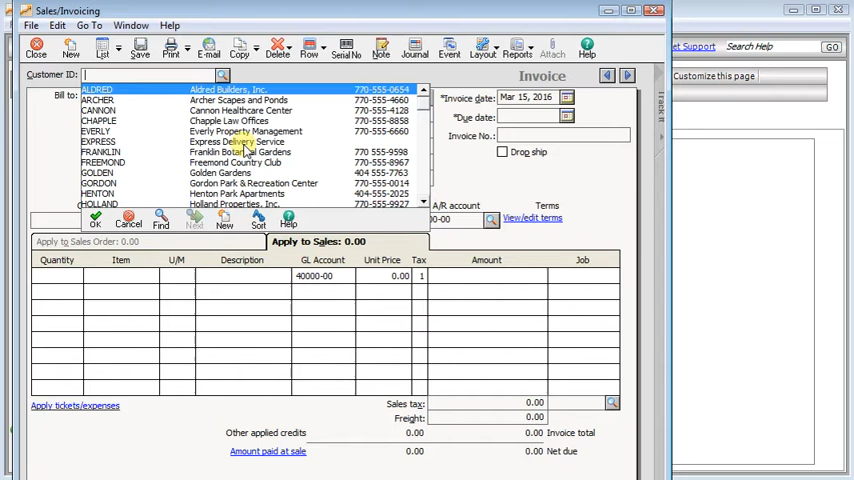 Sales/Invoicing
File Edit Go To Window Help
Close New List Save Print E-mail Copy Delete Row Serial No Note Journal Event Layout Reports Attach Help
et Support Search Help GO
Customer ID: Invoice
Customize this page
Track It
Bill to:
ALDRED Aldred Builders, Inc. 770-555-0654
ARCHER Archer Scapes and Ponds 770-555-4660
CANNON Cannon Healthcare Center 770-555-4128
CHAPPLE Chapple Law Offices 770-555-8858
EVERLY Everly Property Management 770-555-6660
EXPRESS Express Delivery Service
FRANKLIN Franklin Botanical Gardens 770 555-9598
FREEMOND Freemond Country Club 770-555-8967
GOLDEN Golden Gardens 404 555-7763
GORDON Gordon Park & Recreation Center 770-555-0014
HENTON Henton Park Apartments 404-555-2025
HOLLAND Holland Properties, Inc. 770-555-9927
OK Cancel Find Next New Sort Help
*Invoice date: Mar 15, 2016
*Due date:
Invoice No.:
Drop ship
A/R account Terms
00-00 View/edit terms
Apply to Sales Order: 0.00 Apply to Sales: 0.00
Quantity Item U/M Description GL Account Unit Price Tax Amount Job
40000-00 0.00 1
Apply tickets/expenses
Sales tax: 0.00
Freight: 0.00
Other applied credits 0.00 0.00 Invoice total
Amount paid at sale 0.00 0.00 Net due